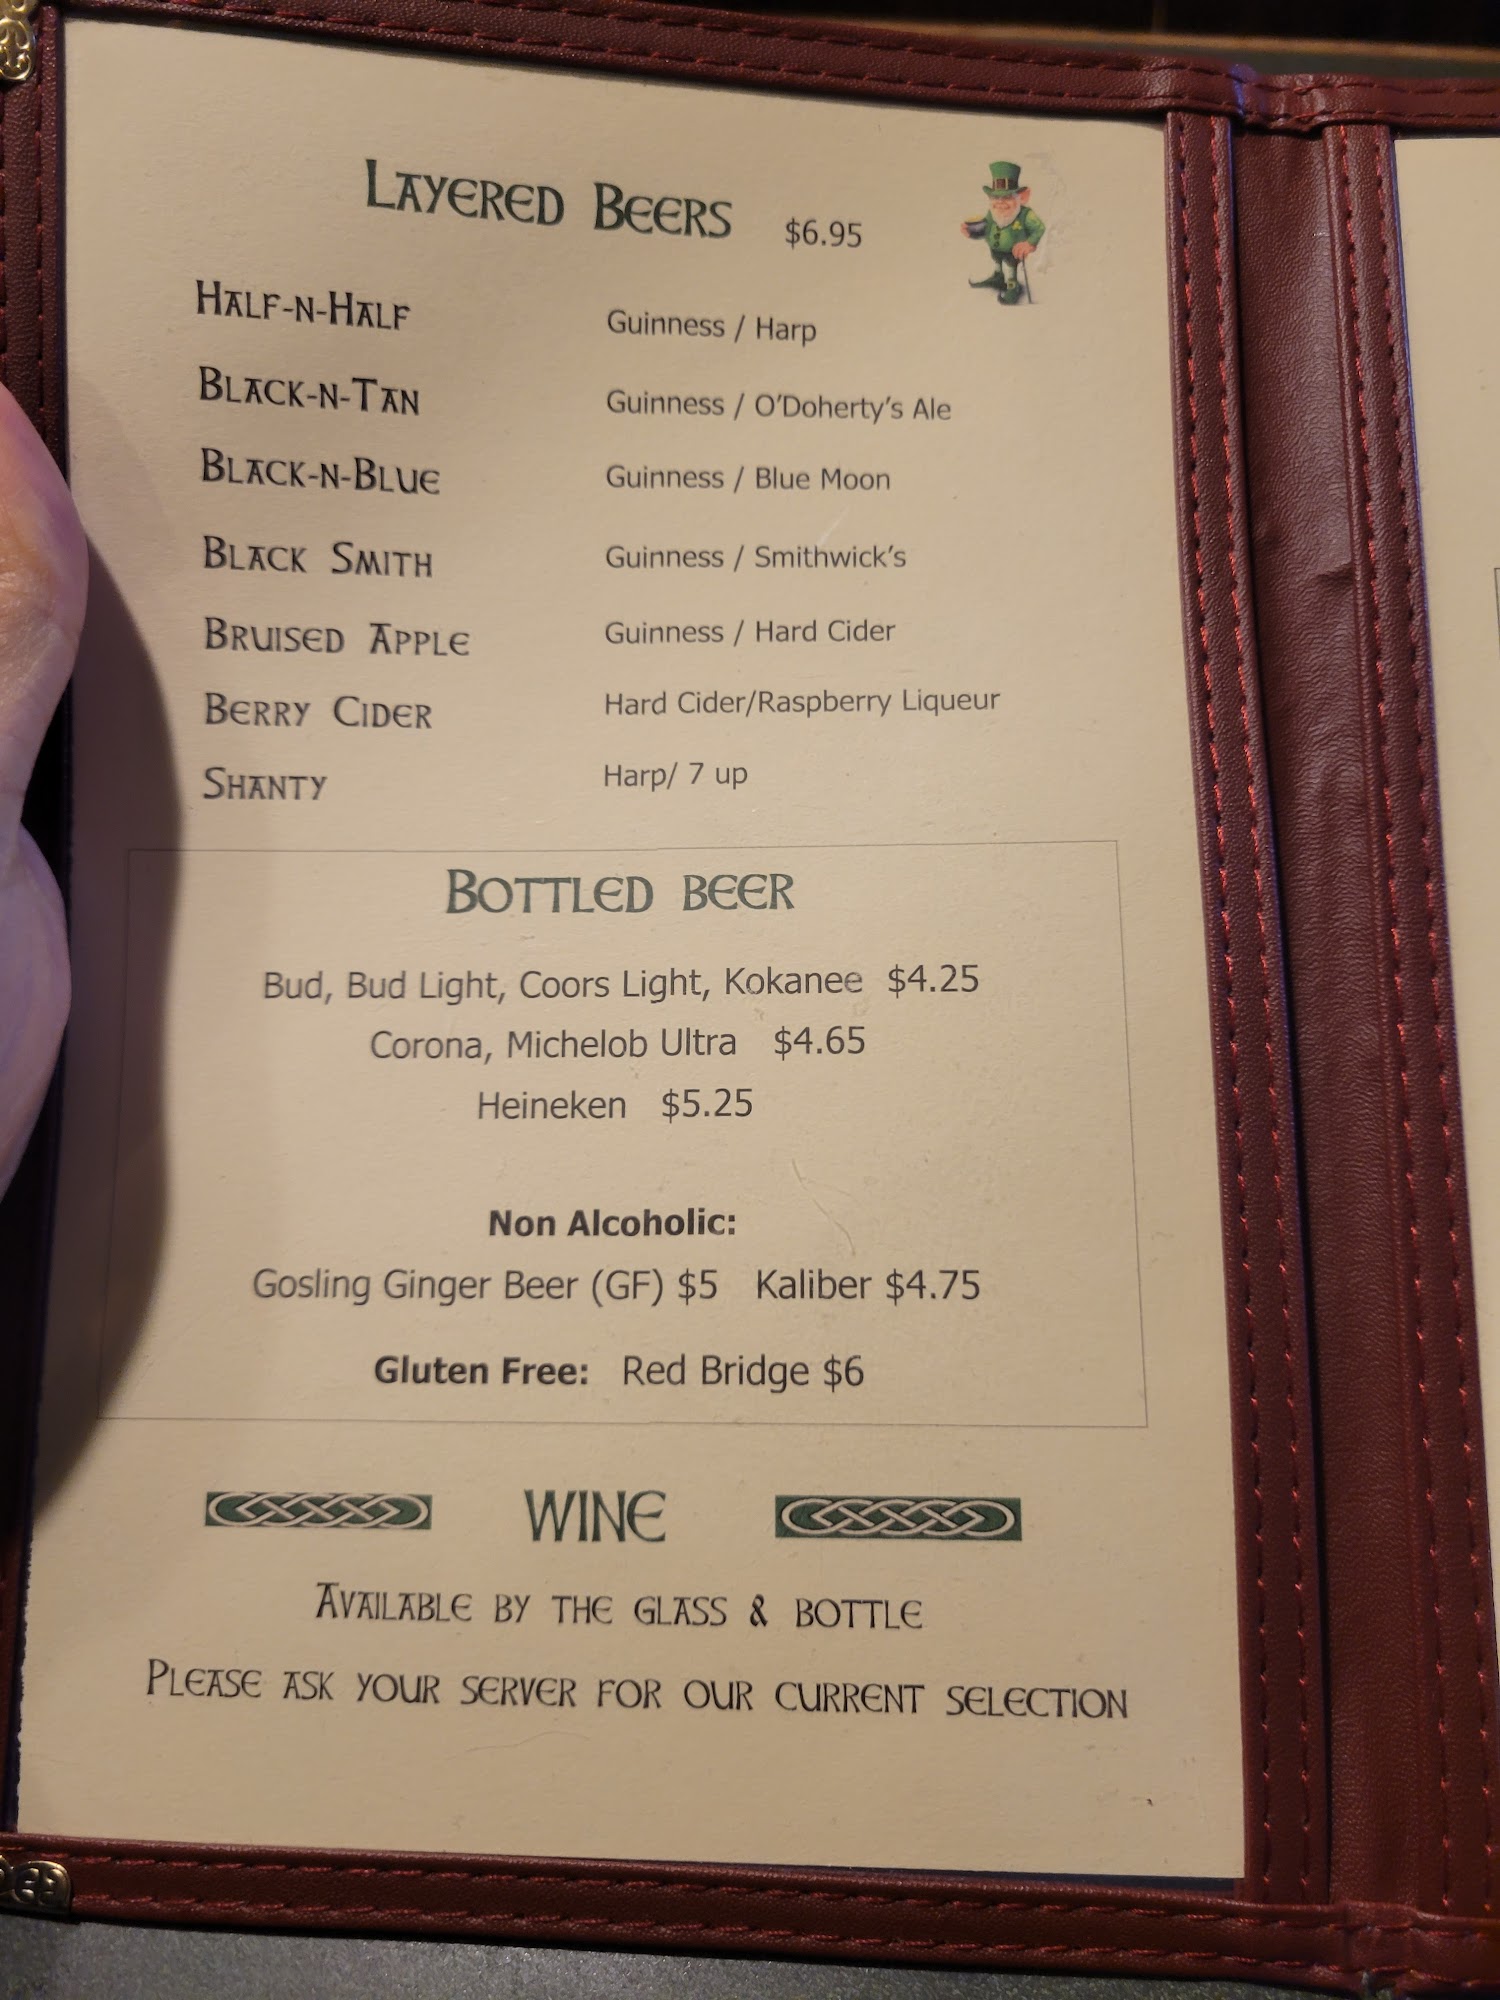 Layered Beers $6.95
Half-n-Half Guinness / Harp
Black-n-Tan Guinness / O'Doherty's Ale
Black-n-Blue Guinness / Blue Moon
Black Smith Guinness / Smithwick's
Bruised Apple Guinness / Hard Cider
Berry Cider Hard Cider/Raspberry Liqueur
Shanty Harp/ 7 up
Bottled beer
Bud, Bud Light, Coors Light, Kokanee $4.25
Corona, Michelob Ultra $4.65
Heineken $5.25
Non Alcoholic:
Gosling Ginger Beer (GF) $5 Kaliber $4.75
Gluten Free: Red Bridge $6
WINE
Available by the glass & bottle
Please ask your server for our current selection